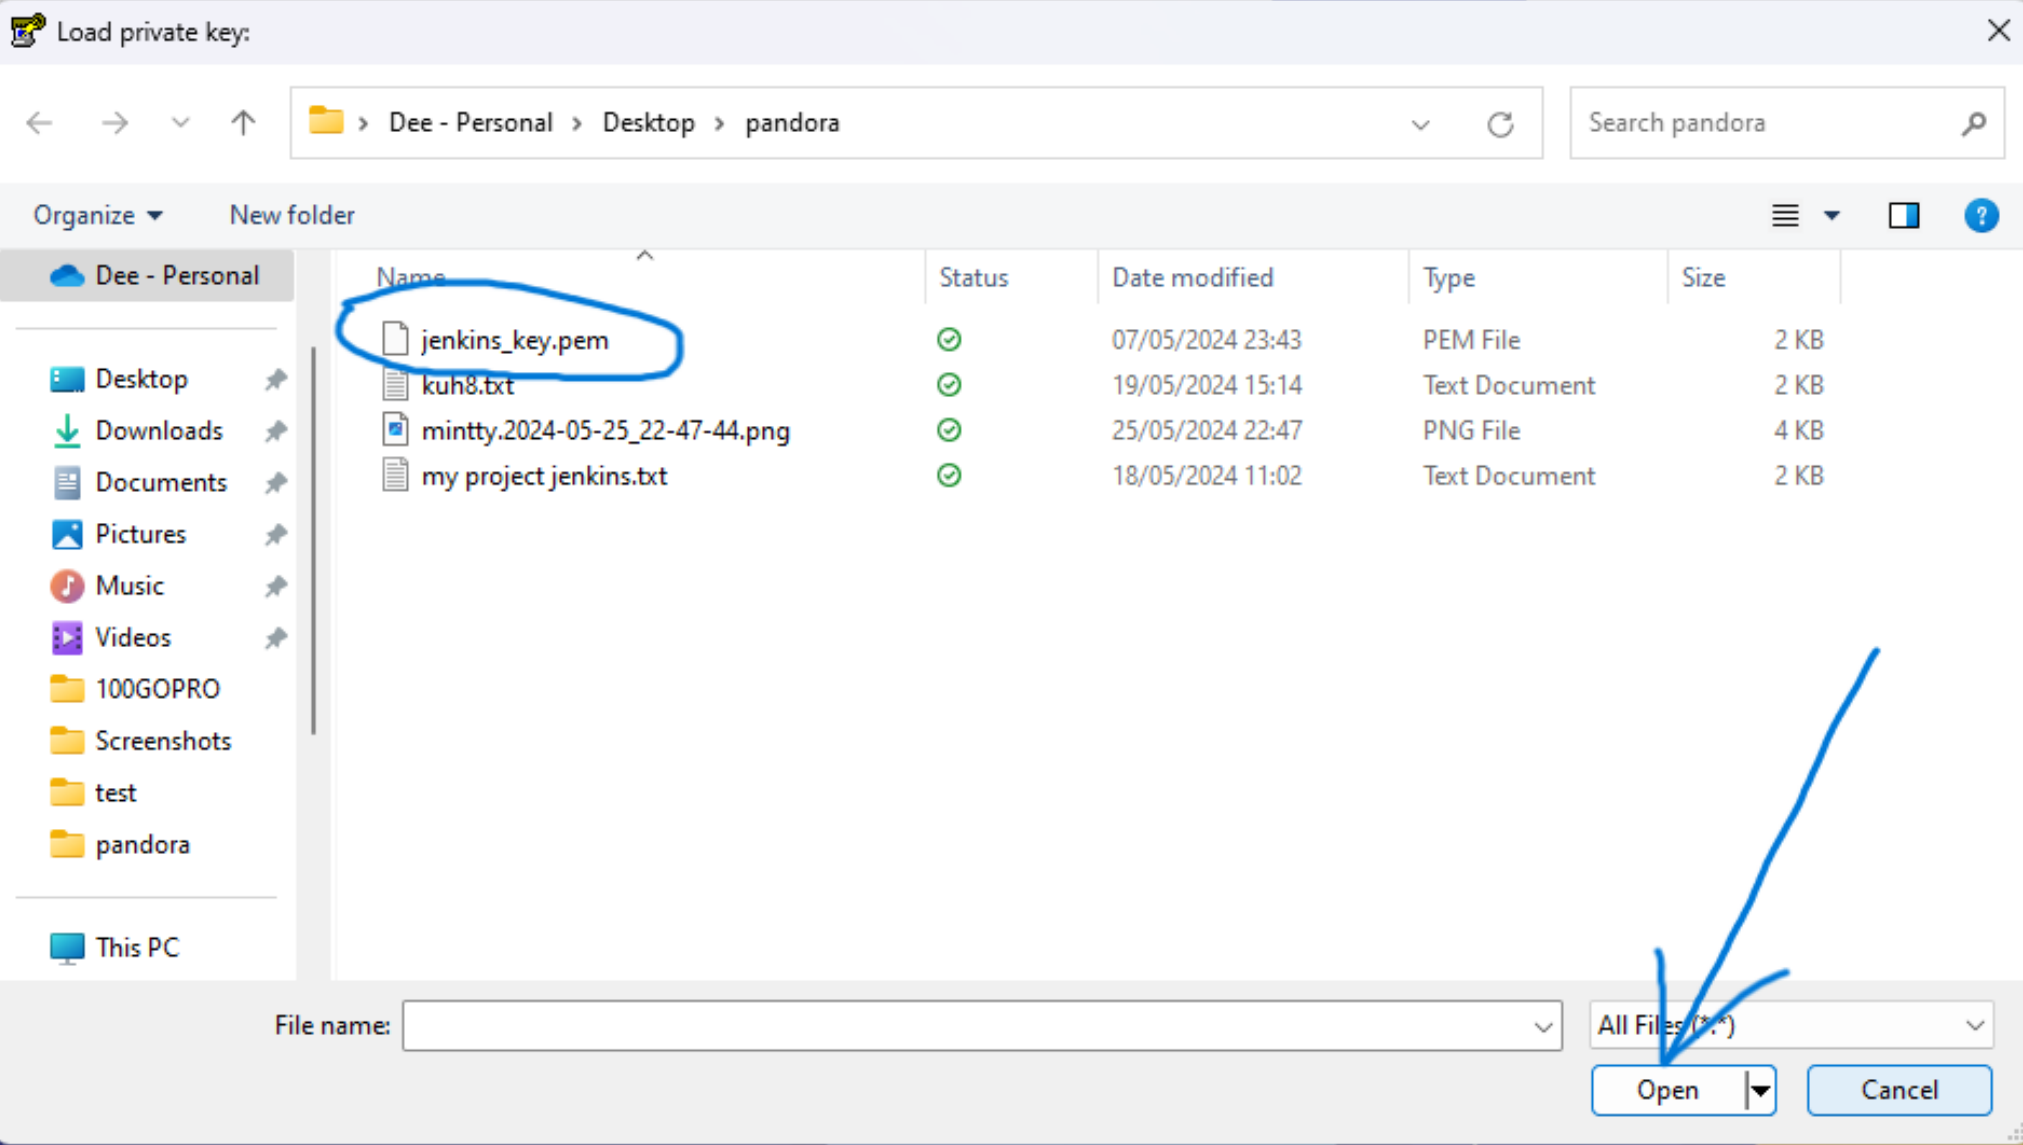 Load private key:
Dee - Personal > Desktop > pandora
Search pandora
Organize
New folder
?
Dee - Personal
Desktop
Downloads
Documents
Pictures
Music
Videos
100GOPRO
Screenshots
test
pandora
This PC
Name Status Date modified Type Size
jenkins_key.pem 07/05/2024 23:43 PEM File 2 KB
kuh8.txt 19/05/2024 15:14 Text Document 2 KB
mintty.2024-05-25_22-47-44.png 25/05/2024 22:47 PNG File 4 KB
my project jenkins.txt 18/05/2024 11:02 Text Document 2 KB
File name:
All Files (*.*)
Open
Cancel